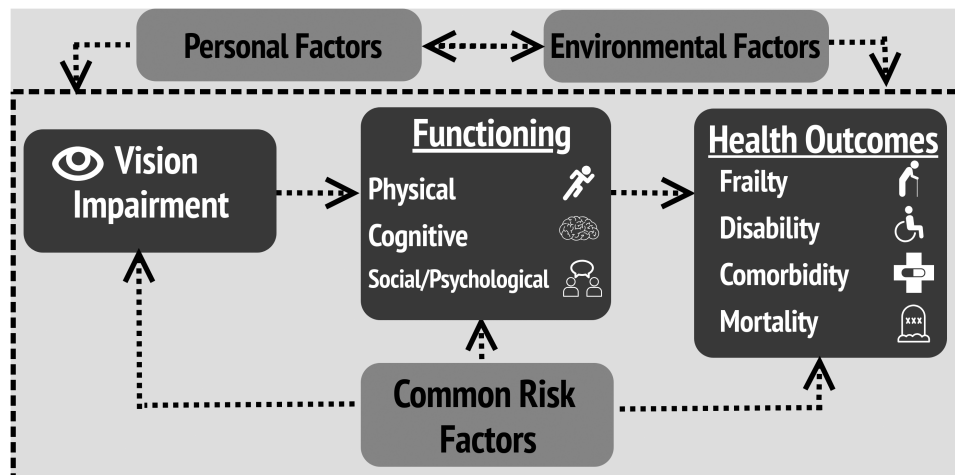 Personal Factors
Environmental Factors
Vision
Impairment
Functioning
Physical
Cognitive
Social/Psychological
Health Outcomes
Frailty
Disability
Comorbidity
Mortality
xxx
Common Risk
Factors